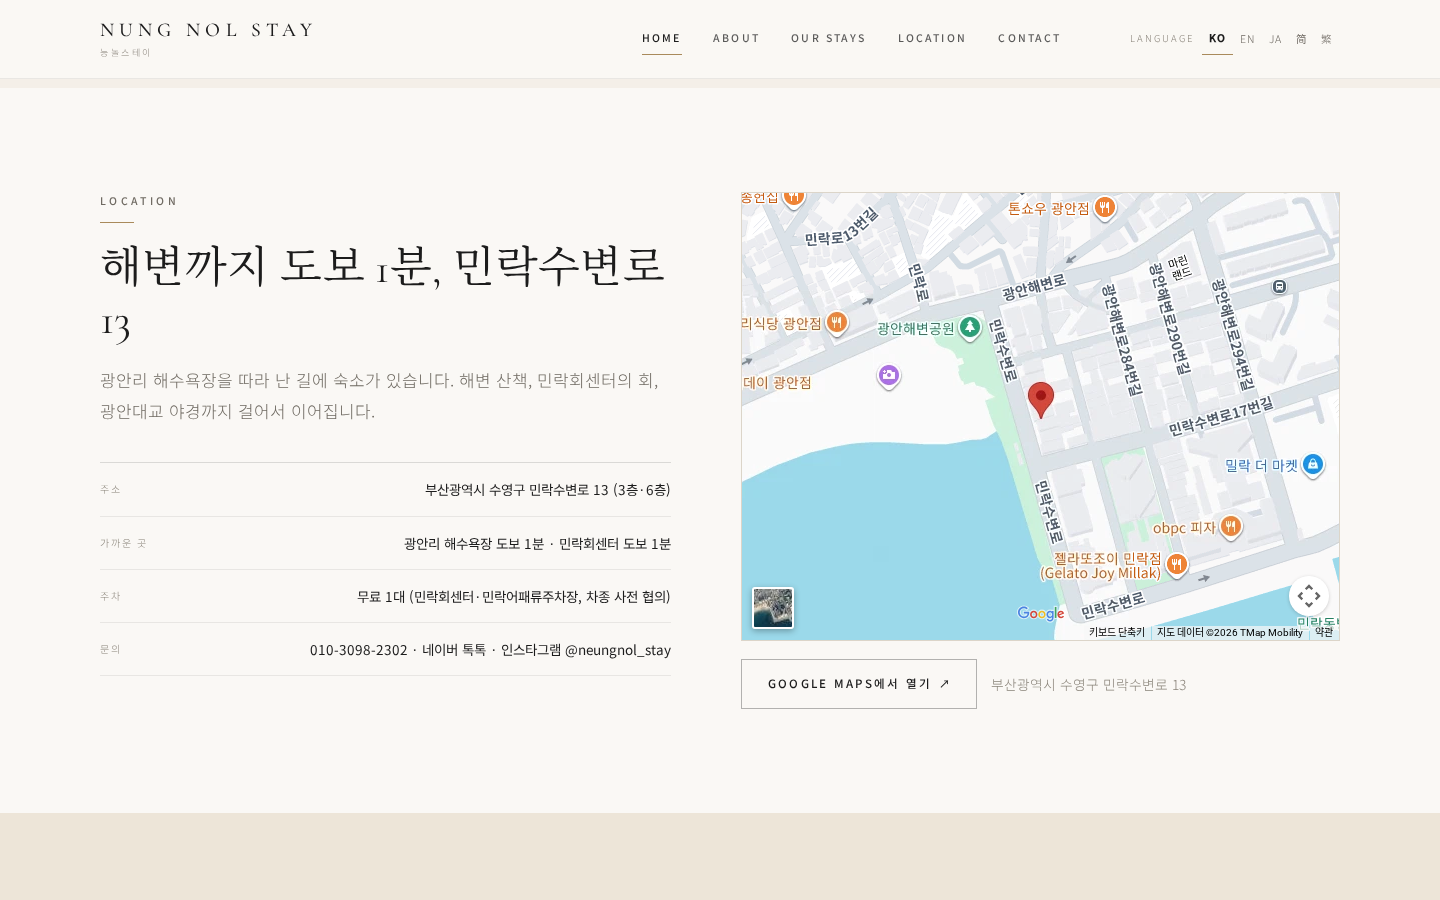 NUNG NOL STAY
능놀스테이
HOME ABOUT OUR STAYS LOCATION CONTACT LANGUAGE KO EN JA 简 繁
LOCATION
해변까지 도보 1분, 민락수변로
13
광안리 해수욕장을 따라 난 길에 숙소가 있습니다. 해변 산책, 민락회센터의 회,
광안대교 야경까지 걸어서 이어집니다.
주소 부산광역시 수영구 민락수변로 13 (3층·6층)
가까운 곳 광안리 해수욕장 도보 1분 · 민락회센터 도보 1분
주차 무료 1대 (민락회센터·민락어패류주차장, 차종 사전 협의)
문의 010-3098-2302 · 네이버 톡톡 · 인스타그램 @neungnol_stay
톤쇼우 광안점
민락로13번길
마린
랜드
민락로
광안해변로
광안해변로284번길
광안해변로290번길
광안해변로294번길
리식당 광안점
광안해변공원
민락수변로
데이 광안점
민락수변로17번길
밀락 더 마켓
민락수변로
obpc 피자
젤라또조이 민락점
(Gelato Joy Millak)
민락수변로
Google
키보드 단축키 지도 데이터 ©2026 TMap Mobility 약관
GOOGLE MAPS에서 열기 ↗
부산광역시 수영구 민락수변로 13